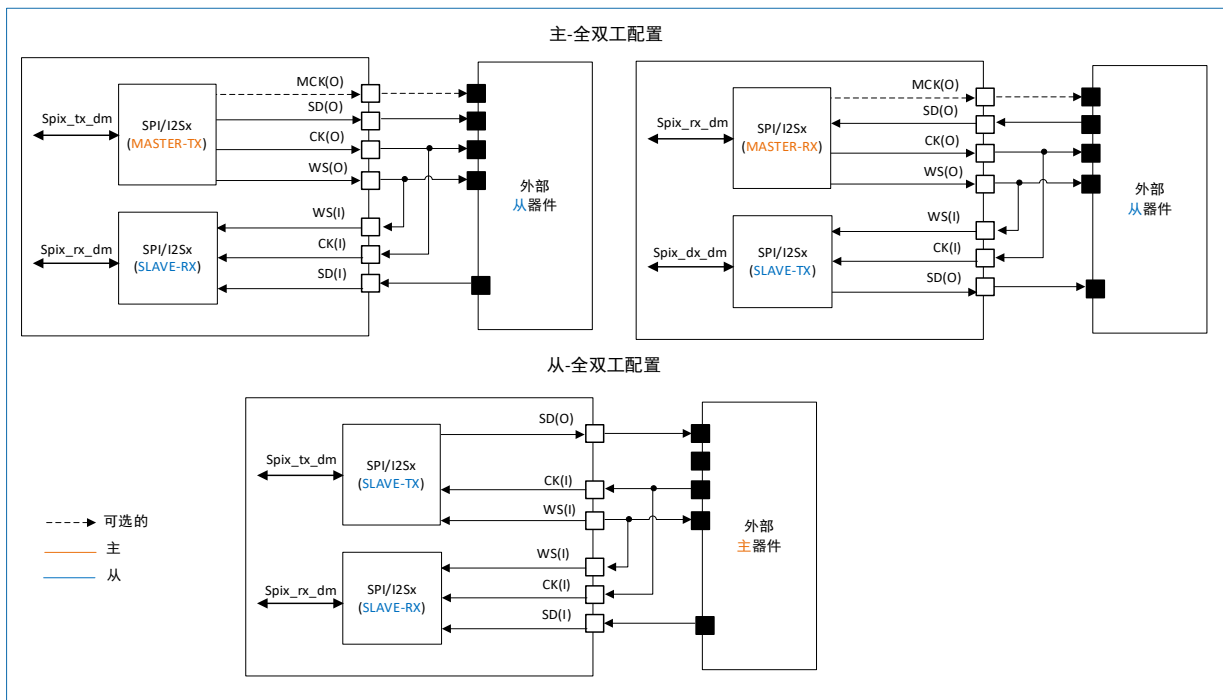 主-全双工配置
MCK(O)
SD(O)
CK(O)
WS(O)
Spix_tx_dm
SPI/I2Sx
(MASTER-TX)
WS(I)
CK(I)
SD(I)
Spix_rx_dm
SPI/I2Sx
(SLAVE-RX)
外部
从器件
MCK(O)
SD(O)
CK(O)
WS(O)
Spix_rx_dm
SPI/I2Sx
(MASTER-RX)
WS(I)
CK(I)
SD(O)
Spix_dx_dm
SPI/I2Sx
(SLAVE-TX)
外部
从器件
从-全双工配置
SD(O)
CK(I)
WS(I)
Spix_tx_dm
SPI/I2Sx
(SLAVE-TX)
WS(I)
CK(I)
SD(I)
Spix_rx_dm
SPI/I2Sx
(SLAVE-RX)
外部
主器件
可选的
主
从